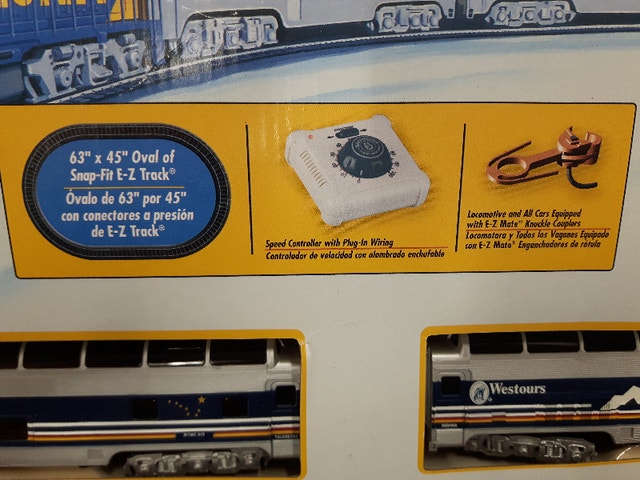 63" x 45" Oval of
Snap-Fit E-Z Track®
Óvalo de 63" por 45"
con conectores a presión
de E-Z Track®
Speed Controller with Plug-In Wiring
Controlador de velocidad con alambrado enchufable
Locomotive and All Cars Equipped
with E-Z Mate® Knuckle Couplers
Locomotora y Todos los Vagones Equipado
con E-Z Mate® Enganchadores de rótula
Westours